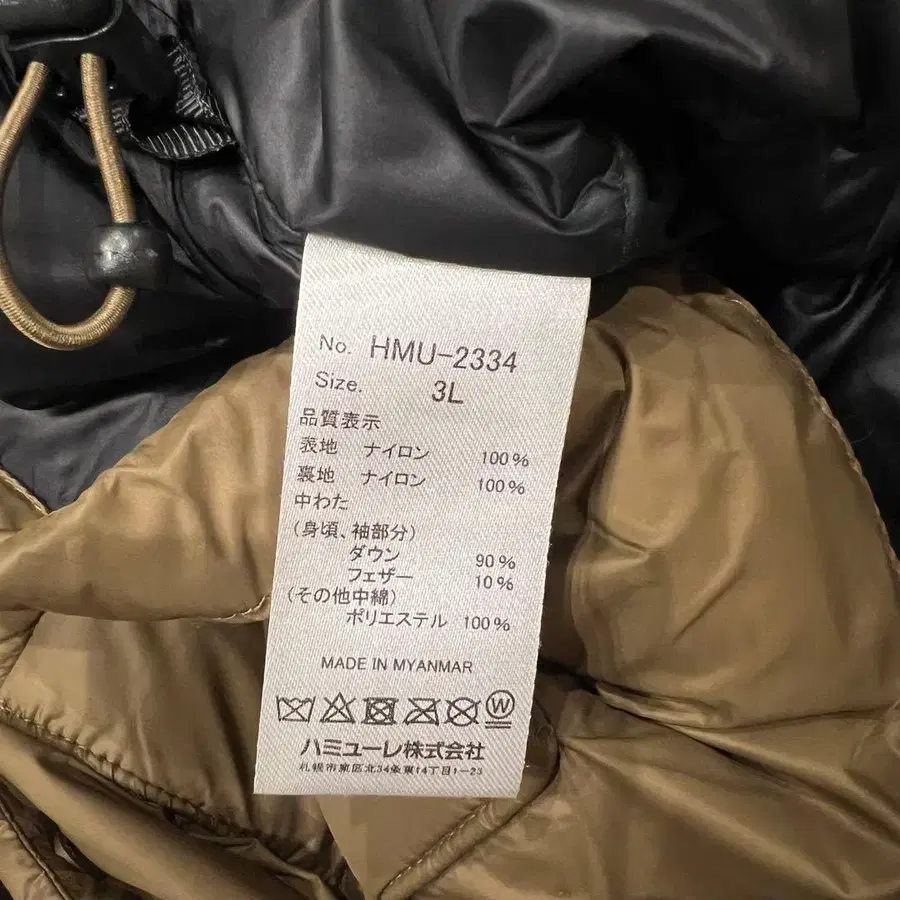 No. HMU-2334
Size. 3L
品質表示
表地 ナイロン 100%
裏地 ナイロン 100%
中わた
(身頃、袖部分)
ダウン 90%
フェザー 10%
(その他中綿)
ポリエステル 100%
MADE IN MYANMAR
W
ハミューレ株式会社
札幌市東区北34条東14丁目1-23